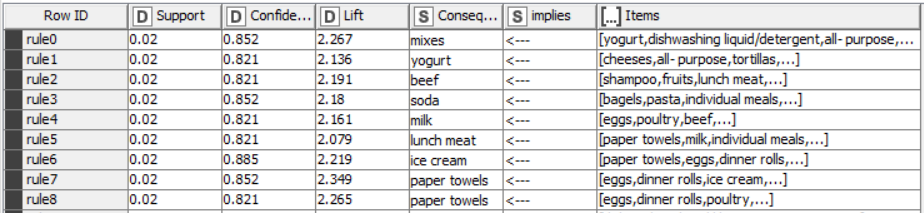 Row ID D Support D Confide... D Lift S Conseq... S implies [...] Items
rule0 0.02 0.852 2.267 mixes <--- [yogurt,dishwashing liquid/detergent,all- purpose,...
rule1 0.02 0.821 2.136 yogurt <--- [cheeses,all- purpose,tortillas,...]
rule2 0.02 0.821 2.191 beef <--- [shampoo,fruits,lunch meat,...]
rule3 0.02 0.852 2.18 soda <--- [bagels,pasta,individual meals,...]
rule4 0.02 0.821 2.161 milk <--- [eggs,poultry,beef,...]
rule5 0.02 0.821 2.079 lunch meat <--- [paper towels,milk,individual meals,...]
rule6 0.02 0.885 2.219 ice cream <--- [paper towels,eggs,dinner rolls,...]
rule7 0.02 0.852 2.349 paper towels <--- [eggs,dinner rolls,ice cream,...]
rule8 0.02 0.821 2.265 paper towels <--- [eggs,dinner rolls,poultry,...]